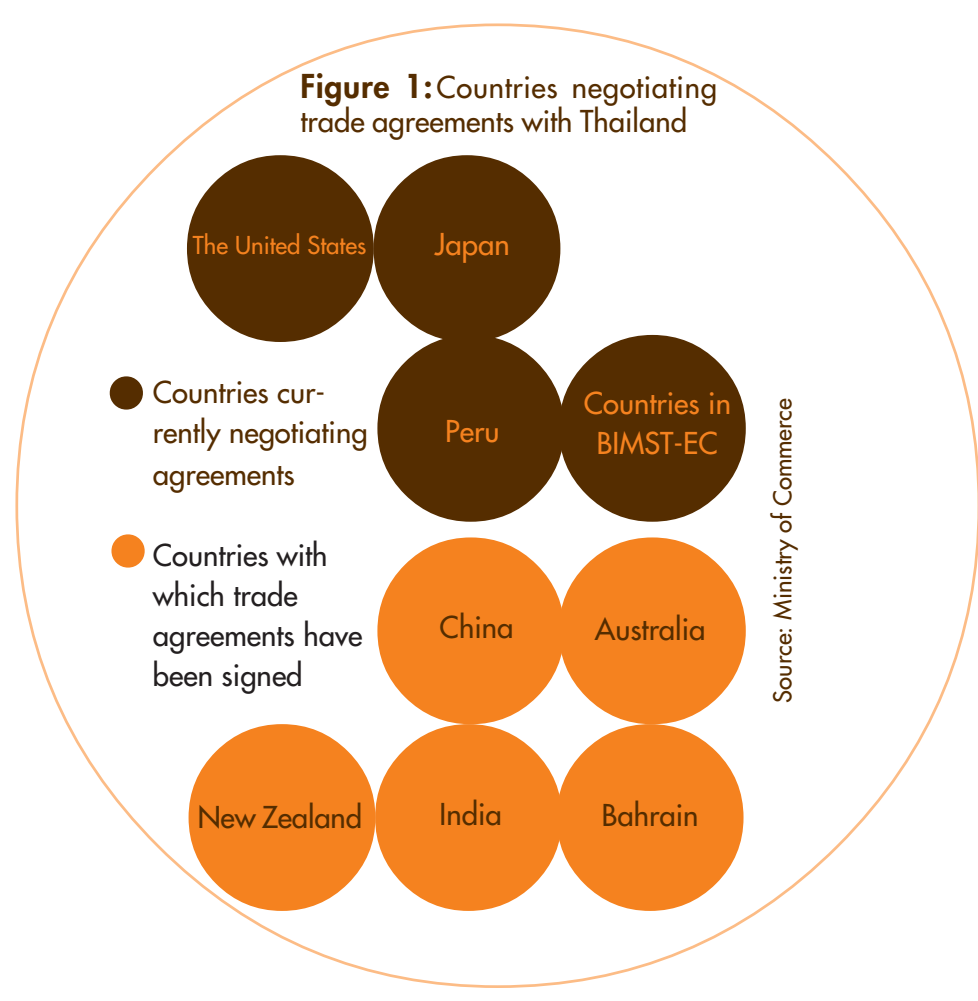 Figure 1: Countries negotiating
trade agreements with Thailand
The United States
Japan
Countries cur-
rently negotiating
agreements
Peru
Countries in
BIMST-EC
Countries with
which trade
agreements have
been signed
China
Australia
New Zealand
India
Bahrain
Source: Ministry of Commerce